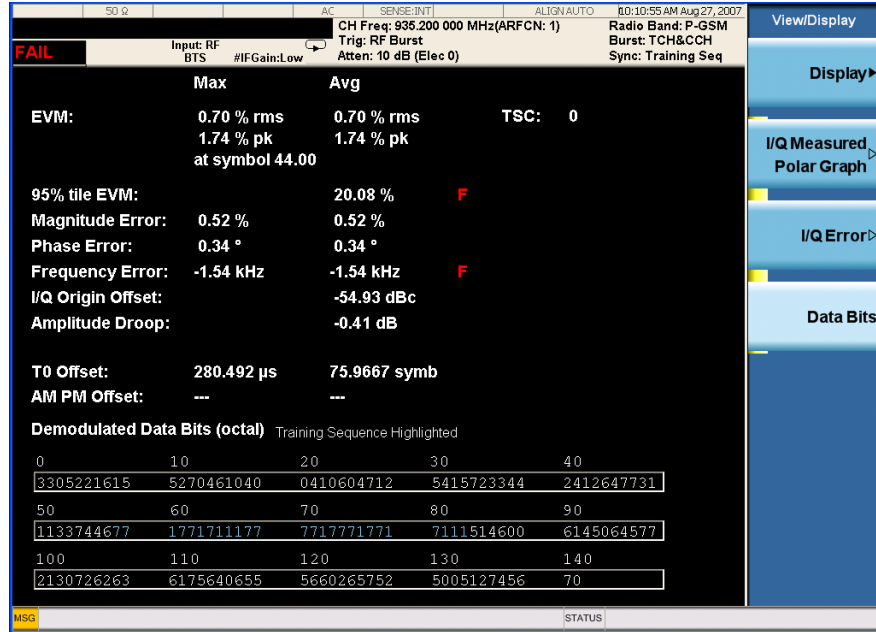 50 Ω AC SENSE:INT ALIGN AUTO 10:10:55 AM Aug 27, 2007
CH Freq: 935.200 000 MHz(ARFCN: 1) Radio Band: P-GSM
FAIL Input: RF Trig: RF Burst Burst: TCH&CCH
BTS #IFGain:Low Atten: 10 dB (Elec 0) Sync: Training Seq
Max Avg
EVM: 0.70 % rms 0.70 % rms TSC: 0
1.74 % pk 1.74 % pk
at symbol 44.00
95% tile EVM: 20.08 % F
Magnitude Error: 0.52 % 0.52 %
Phase Error: 0.34 ° 0.34 °
Frequency Error: -1.54 kHz -1.54 kHz F
I/Q Origin Offset: -54.93 dBc
Amplitude Droop: -0.41 dB
T0 Offset: 280.492 µs 75.9667 symb
AM PM Offset: --- ---
Demodulated Data Bits (octal) Training Sequence Highlighted
0 10 20 30 40
3305221615 5270461040 0410604712 5415723344 2412647731
50 60 70 80 90
1133744677 1771711177 7717771771 7111514600 6145064577
100 110 120 130 140
2130726263 6175640655 5660265752 5005127456 70
MSG STATUS
View/Display
Display
I/Q Measured
Polar Graph
I/Q Error
Data Bits